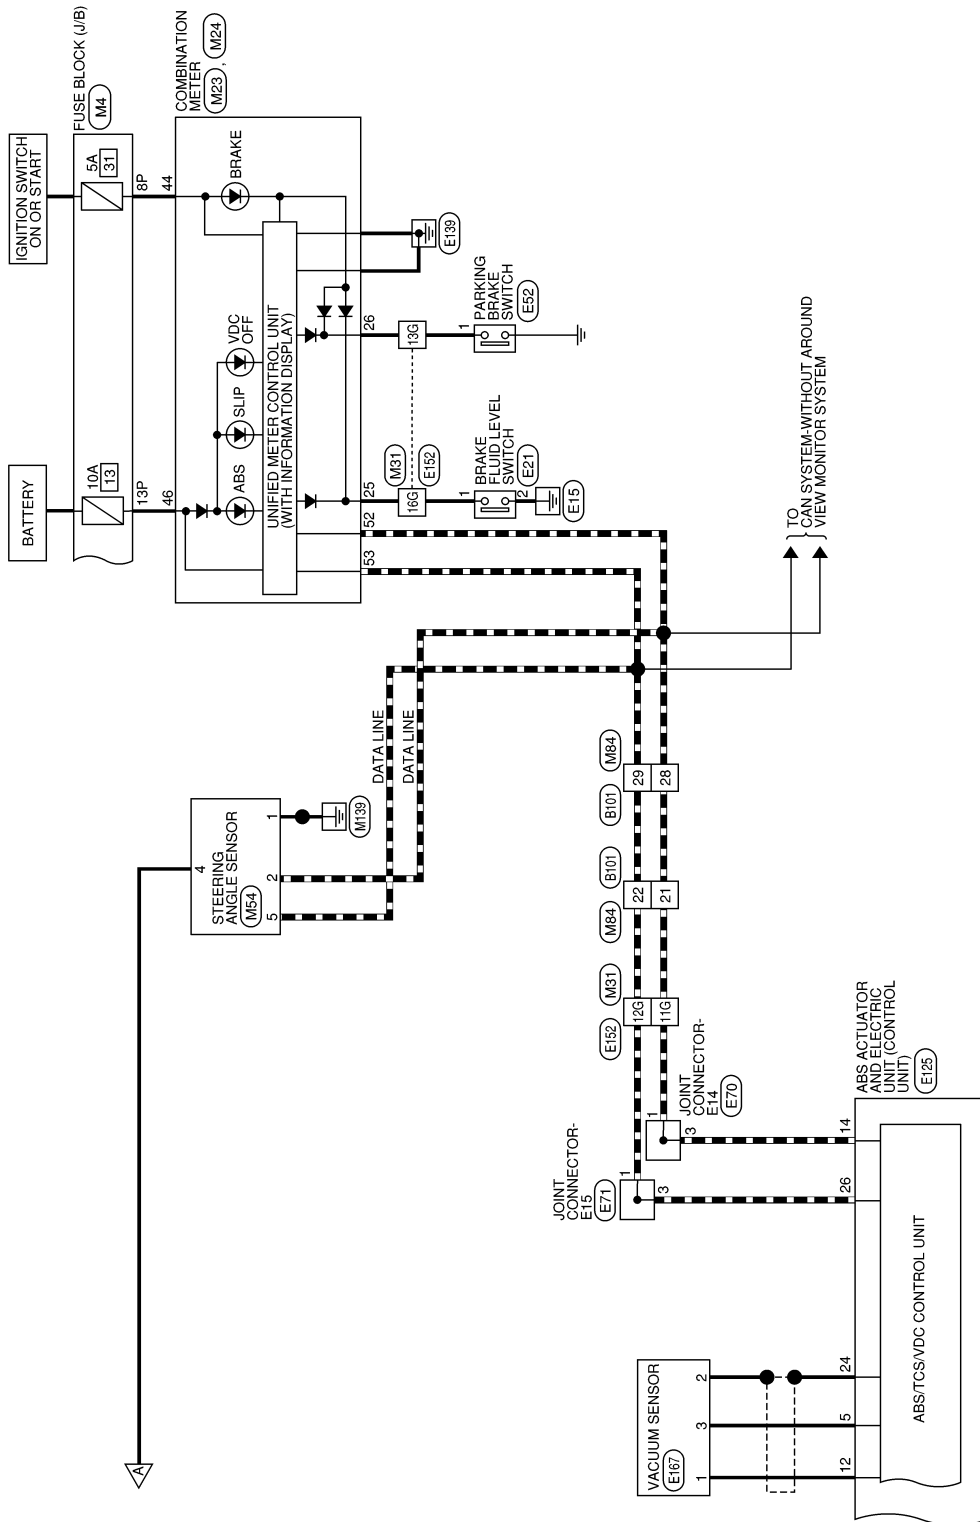 IGNITION SWITCH
ON OR START
BATTERY
FUSE BLOCK (J/B)
M4
5A
31
10A
13
8P
13P
44
46
COMBINATION
METER
M23 , M24
BRAKE
VDC
OFF
SLIP
ABS
UNIFIED METER CONTROL UNIT
(WITH INFORMATION DISPLAY)
E139
26
25
52
53
13G
M31
E152
16G
1
PARKING
BRAKE
SWITCH
E52
1
BRAKE
FLUID LEVEL
SWITCH
E21
2
E15
TO
CAN SYSTEM-WITHOUT AROUND
VIEW MONITOR SYSTEM
DATA LINE
DATA LINE
4
STEERING
ANGLE SENSOR
M54
1
2
5
M139
M84
29
28
B101
B101
22
21
M84
M31
12G
11G
E152
JOINT
CONNECTOR-
E14
E70
1
3
JOINT
CONNECTOR-
E15
E71
1
3
ABS ACTUATOR
AND ELECTRIC
UNIT (CONTROL
UNIT)
E125
14
26
24
5
12
ABS/TCS/VDC CONTROL UNIT
VACUUM SENSOR
E167
2
3
1
A